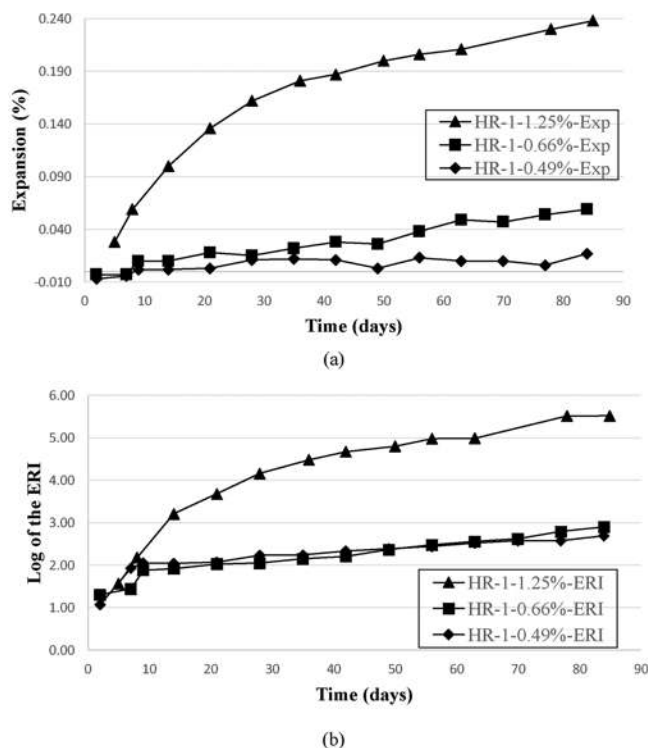 0.240
0.190
0.140
0.090
0.040
-0.010
Expansion (%)
HR-1-1.25%-Exp
HR-1-0.66%-Exp
HR-1-0.49%-Exp
0 10 20 30 40 50 60 70 80 90
Time (days)
(a)
6.00
5.00
4.00
3.00
2.00
1.00
0.00
Log of the ERI
HR-1-1.25%-ERI
HR-1-0.66%-ERI
HR-1-0.49%-ERI
0 10 20 30 40 50 60 70 80 90
Time (days)
(b)